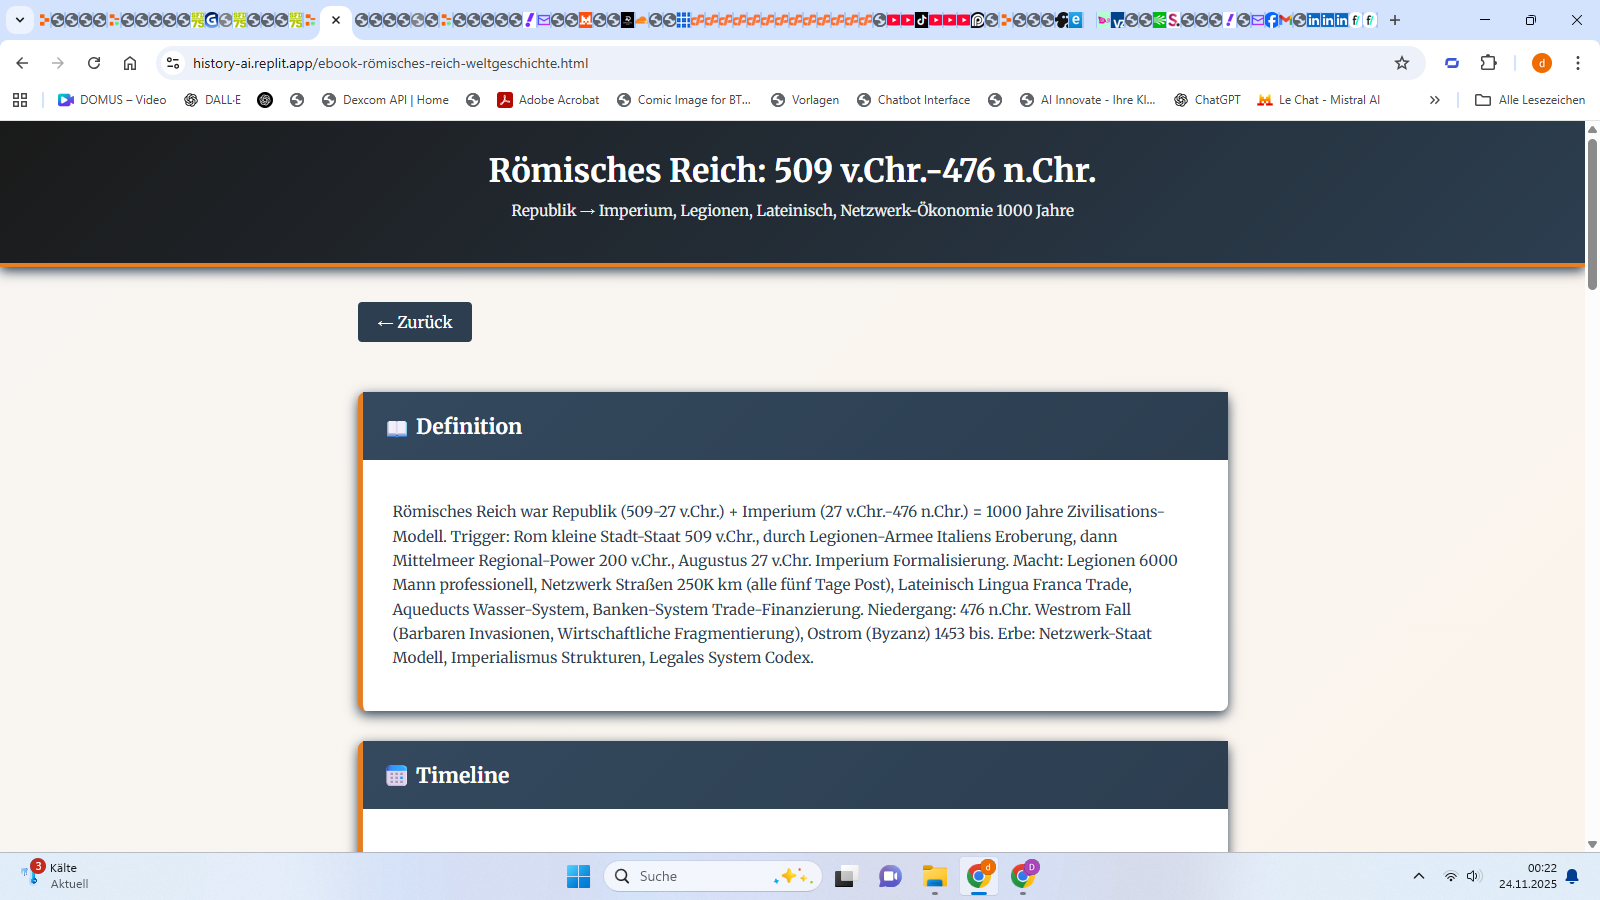 history-ai.replit.app/ebook-römisches-reich-weltgeschichte.html
d
DOMUS – Video
DALL·E
Dexcom API | Home
Adobe Acrobat
Comic Image for BT...
Vorlagen
Chatbot Interface
AI Innovate - Ihre KI...
ChatGPT
Le Chat - Mistral AI
Alle Lesezeichen
Römisches Reich: 509 v.Chr.-476 n.Chr.
Republik → Imperium, Legionen, Lateinisch, Netzwerk-Ökonomie 1000 Jahre
← Zurück
Definition
Römisches Reich war Republik (509-27 v.Chr.) + Imperium (27 v.Chr.-476 n.Chr.) = 1000 Jahre Zivilisations-
Modell. Trigger: Rom kleine Stadt-Staat 509 v.Chr., durch Legionen-Armee Italiens Eroberung, dann
Mittelmeer Regional-Power 200 v.Chr., Augustus 27 v.Chr. Imperium Formalisierung. Macht: Legionen 6000
Mann professionell, Netzwerk Straßen 250K km (alle fünf Tage Post), Lateinisch Lingua Franca Trade,
Aqueducts Wasser-System, Banken-System Trade-Finanzierung. Niedergang: 476 n.Chr. Westrom Fall
(Barbaren Invasionen, Wirtschaftliche Fragmentierung), Ostrom (Byzanz) 1453 bis. Erbe: Netzwerk-Staat
Modell, Imperialismus Strukturen, Legales System Codex.
Timeline
3
Kälte
Aktuell
Suche
d
D
00:22
24.11.2025